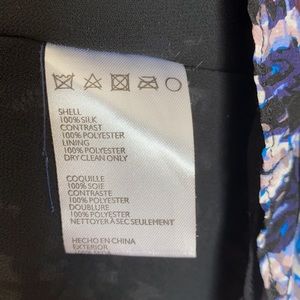 SHELL
100% SILK
CONTRAST
100% POLYESTER
LINING
100% POLYESTER
DRY CLEAN ONLY
COQUILLE
100% SOIE
CONTRASTE
100% POLYESTER
DOUBLURE
100% POLYESTER
NETTOYER À SEC SEULEMENT
HECHO EN CHINA
100%